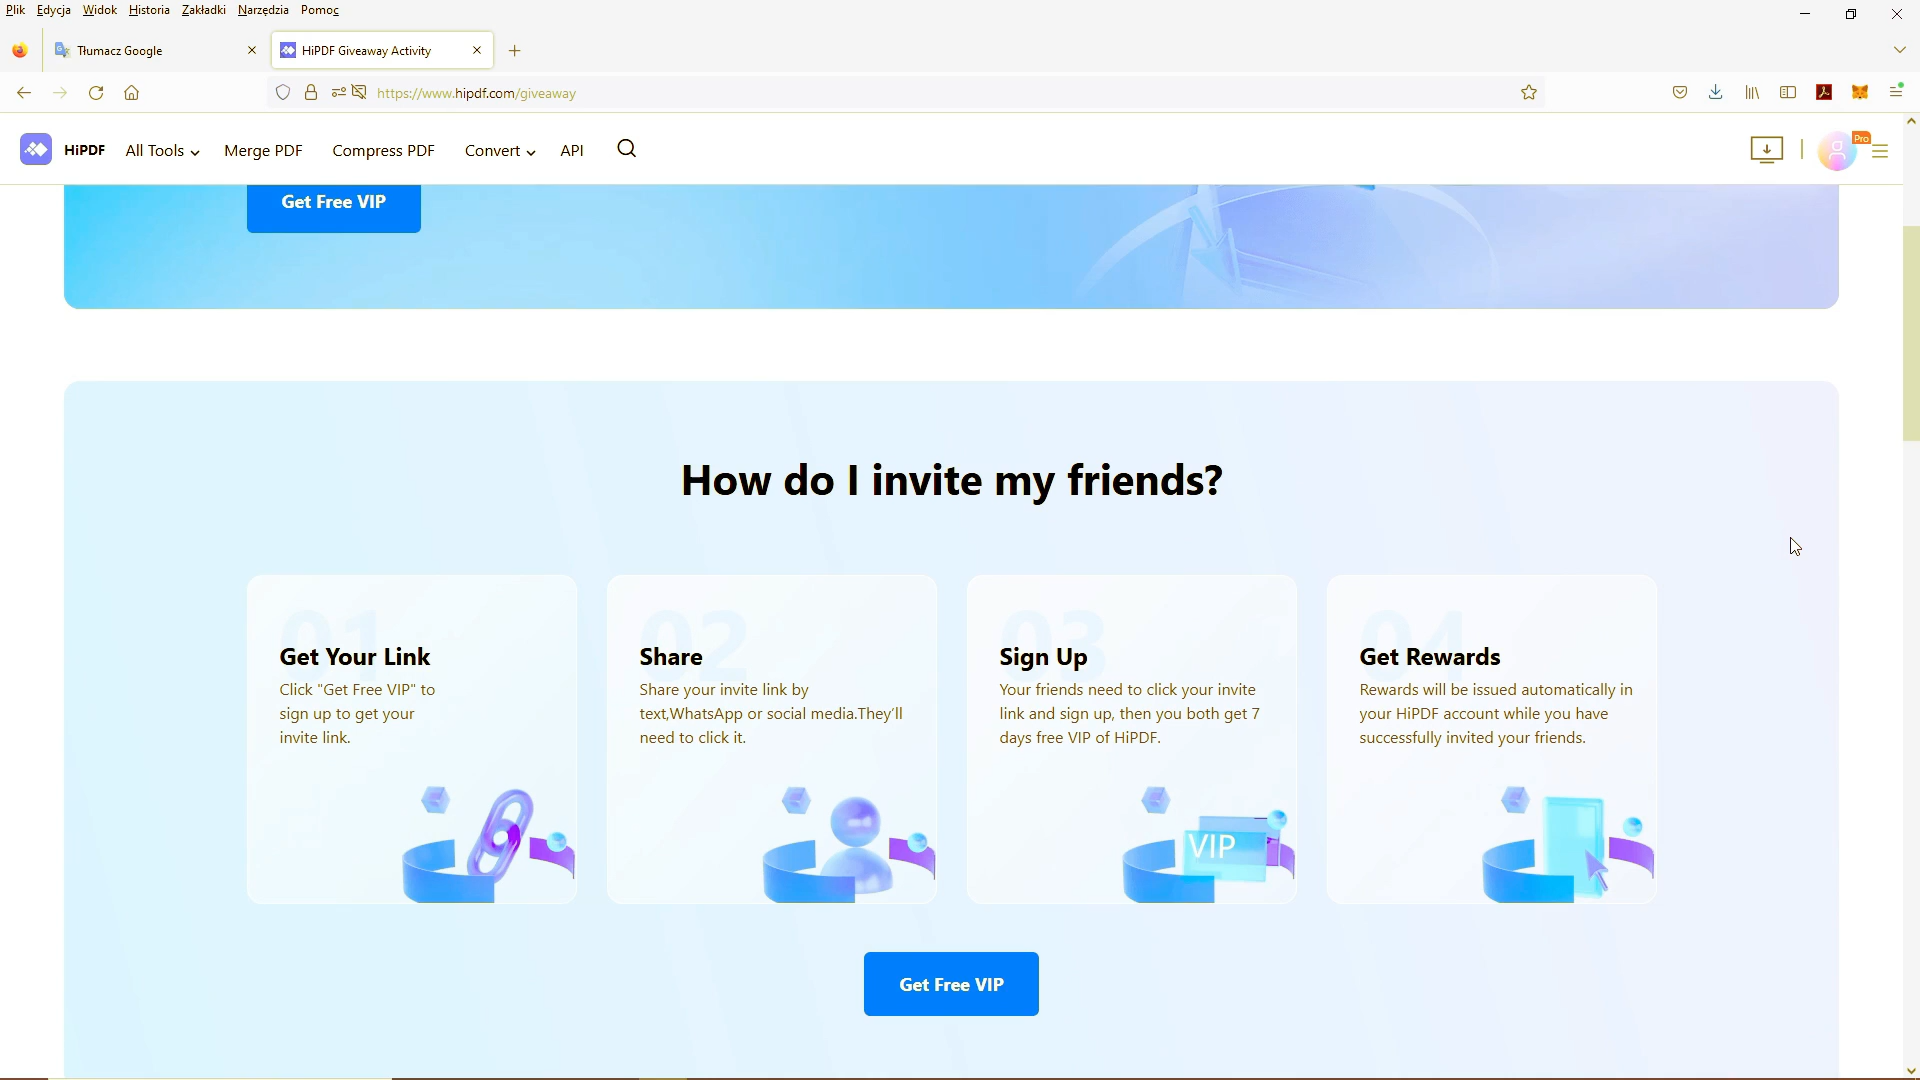 Plik Edycja Widok Historia Zakładki Narzędzia Pomoc
Tłumacz Google
HiPDF Giveaway Activity
https://www.hipdf.com/giveaway
HiPDF All Tools Merge PDF Compress PDF Convert API
Pro
Get Free VIP
How do I invite my friends?
01
Get Your Link
Click "Get Free VIP" to
sign up to get your
invite link.
02
Share
Share your invite link by
text,WhatsApp or social media.They'll
need to click it.
03
Sign Up
Your friends need to click your invite
link and sign up, then you both get 7
days free VIP of HiPDF.
VIP
04
Get Rewards
Rewards will be issued automatically in
your HiPDF account while you have
successfully invited your friends.
Get Free VIP